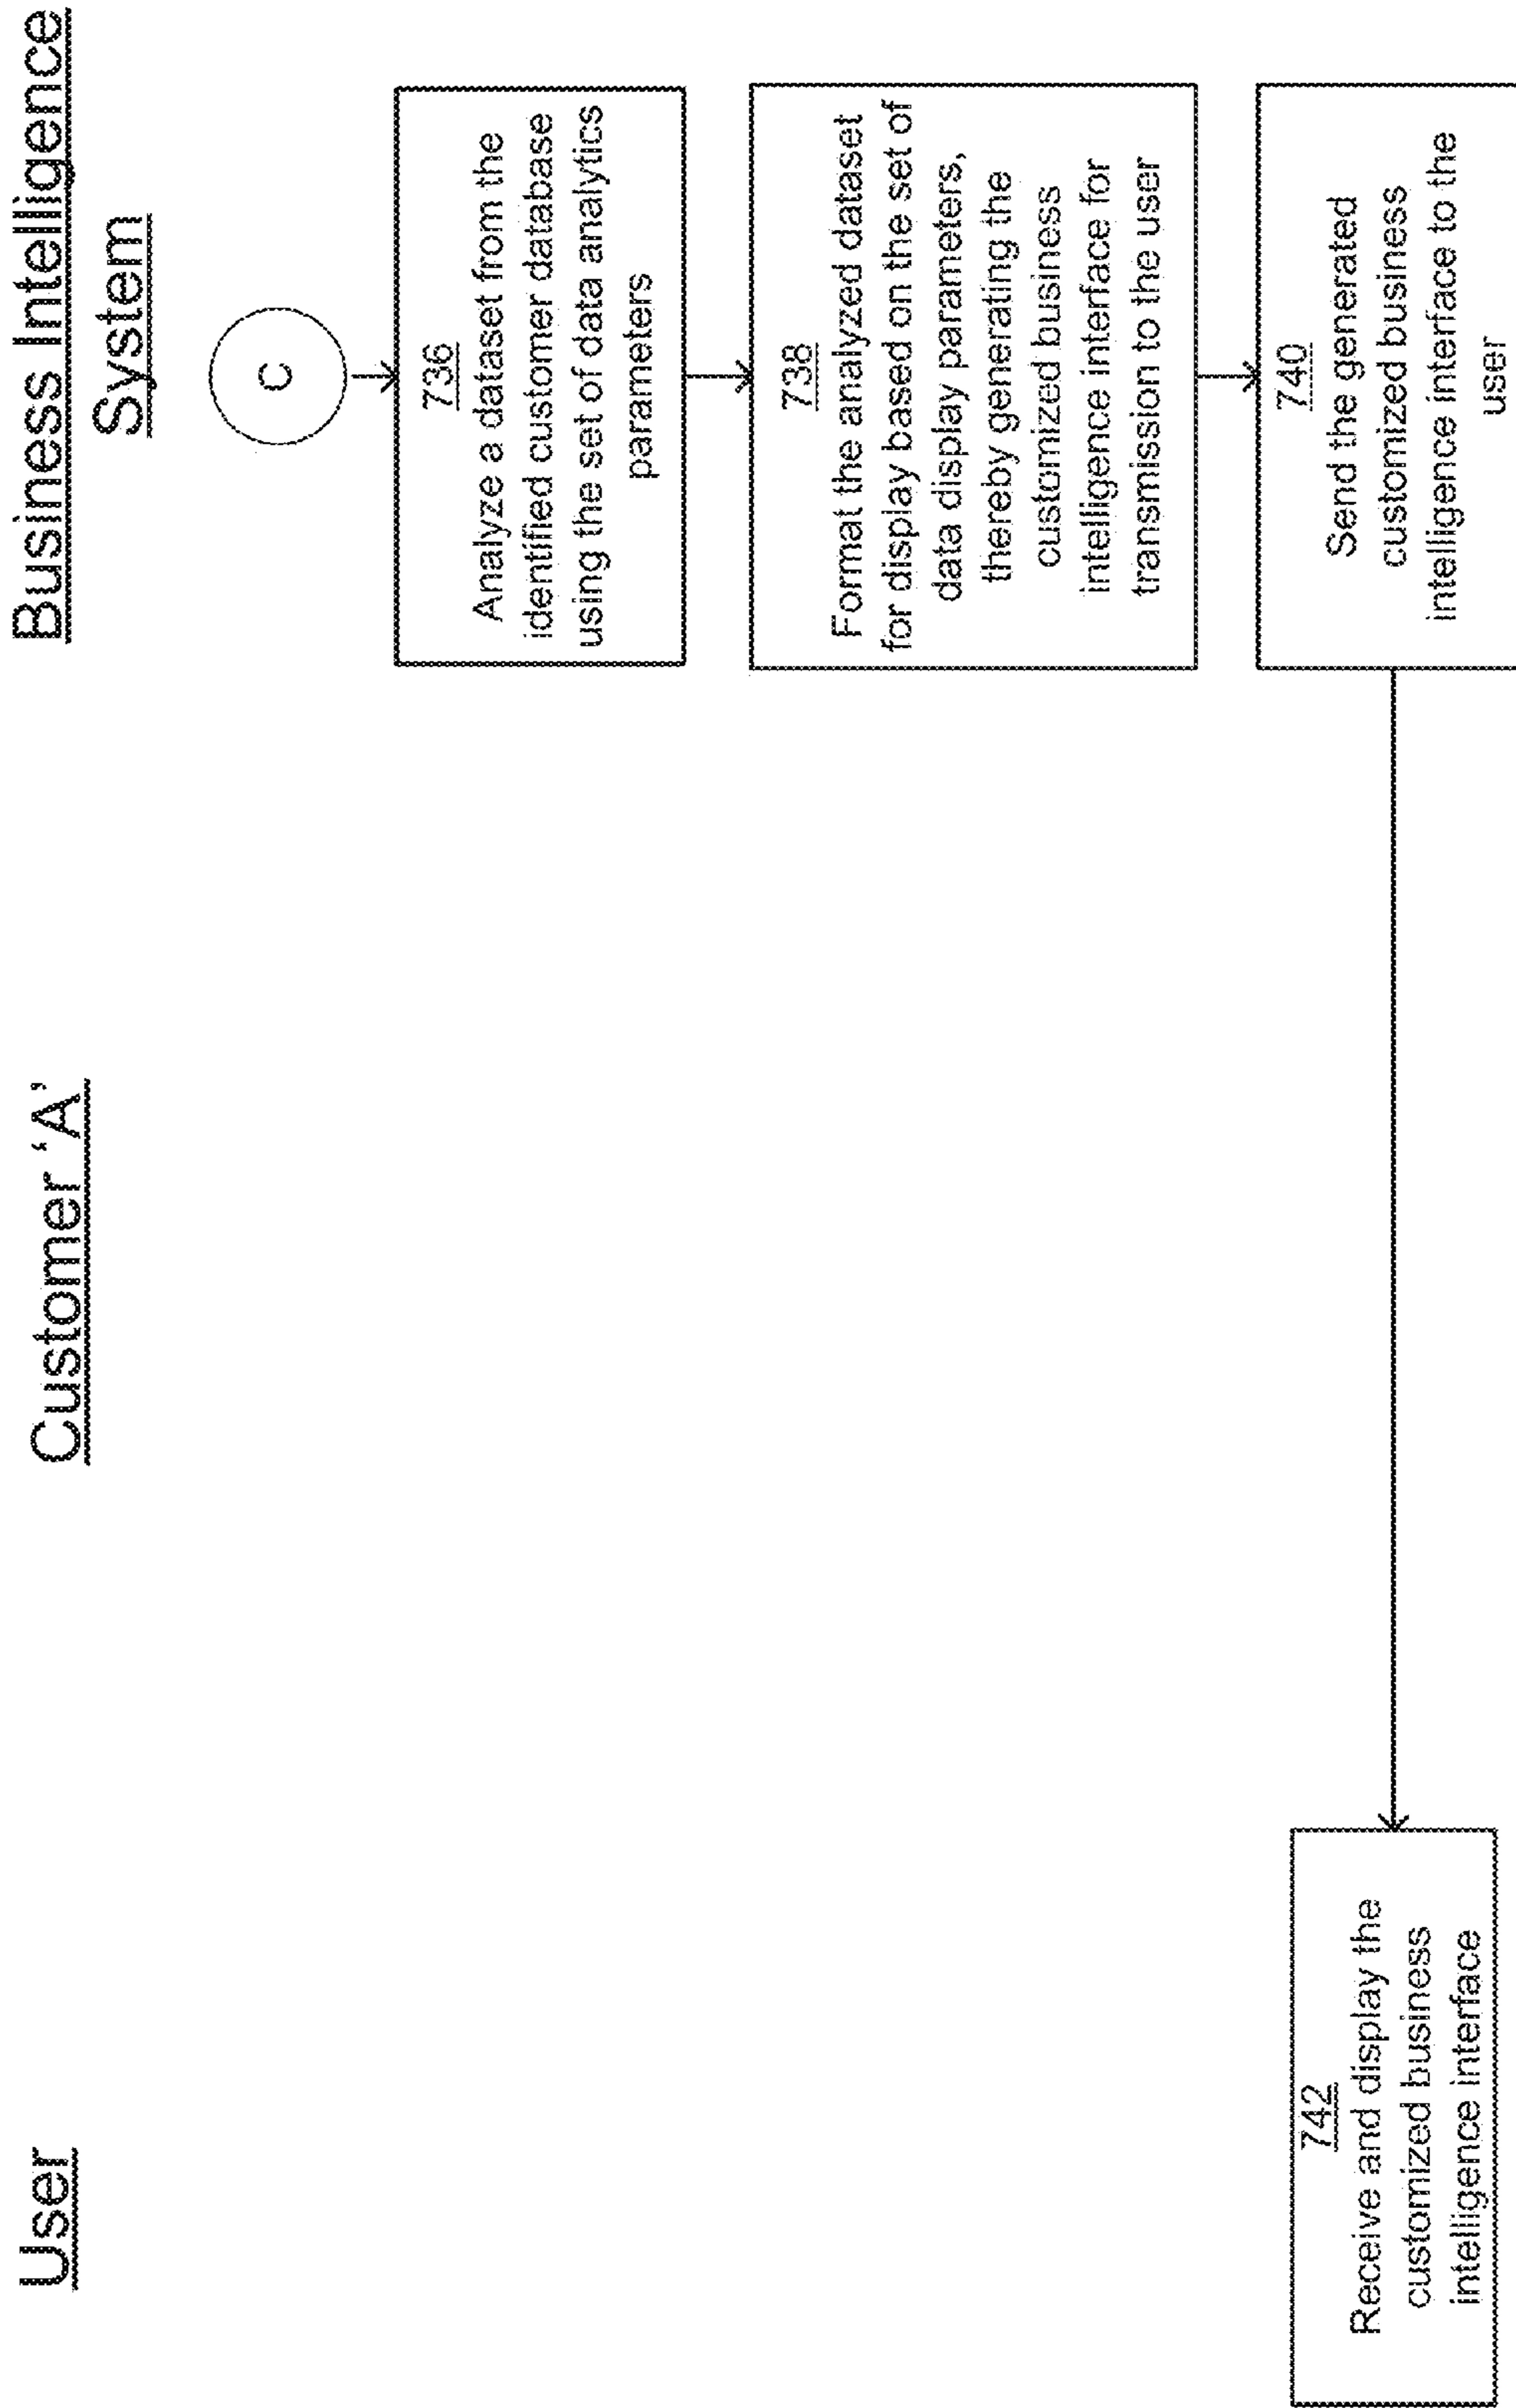 User
Customer ‘A’
Business Intelligence
System
C
736
Analyze a dataset from the
identified customer database
using the set of data analytics
parameters
738
Format the analyzed dataset
for display based on the set of
data display parameters,
thereby generating the
customized business
intelligence interface for
transmission to the user
740
Send the generated
customized business
intelligence interface to the
user
742
Receive and display the
customized business
intelligence interface